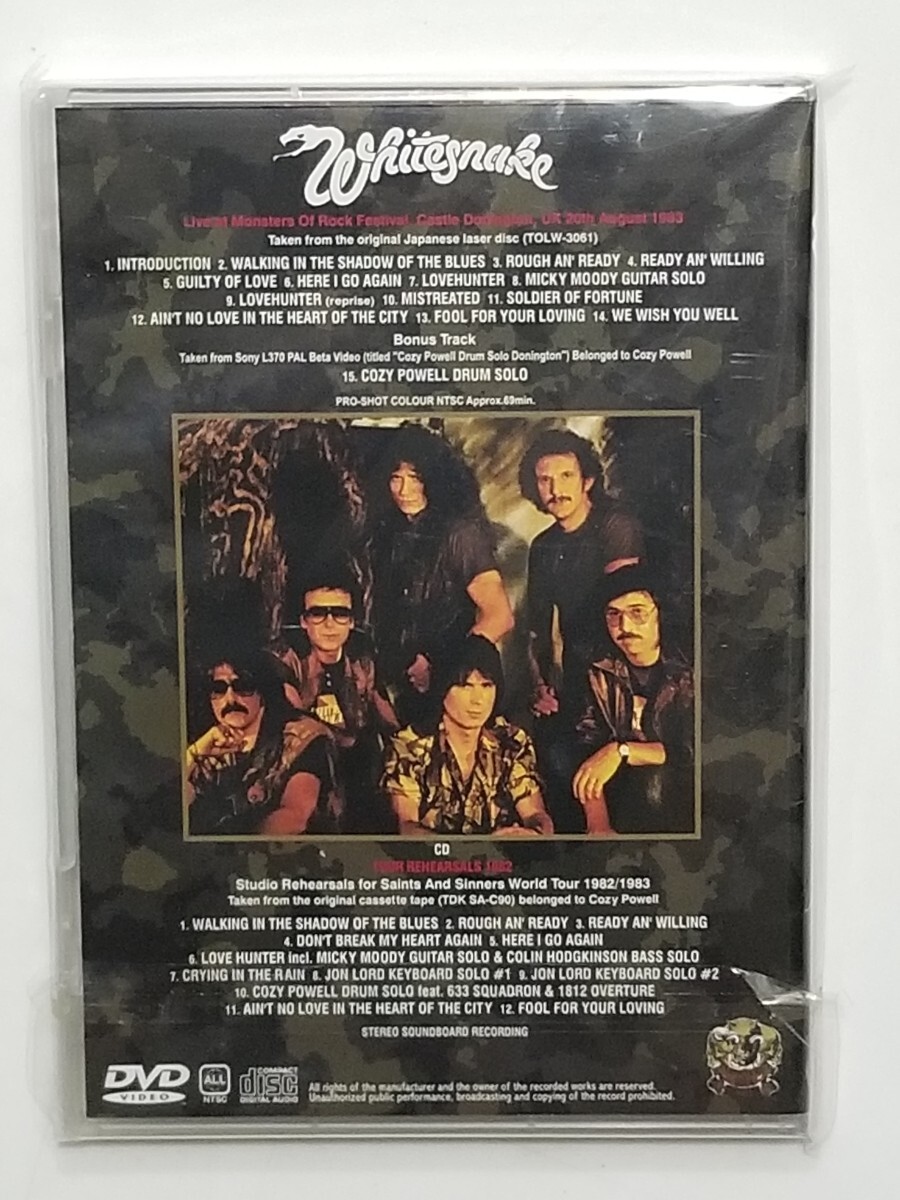 Whitesnake
Live at Monsters Of Rock Festival, Castle Donington, UK 20th August 1983
Taken from the original Japanese laser disc (TOLW-3061)
1. INTRODUCTION 2. WALKING IN THE SHADOW OF THE BLUES 3. ROUGH AN' READY 4. READY AN' WILLING
5. GUILTY OF LOVE 6. HERE I GO AGAIN 7. LOVEHUNTER 8. MICKY MOODY GUITAR SOLO
9. LOVEHUNTER (reprise) 10. MISTREATED 11. SOLDIER OF FORTUNE
12. AIN'T NO LOVE IN THE HEART OF THE CITY 13. FOOL FOR YOUR LOVING 14. WE WISH YOU WELL
Bonus Track
Taken from Sony L370 PAL Beta Video (titled "Cozy Powell Drum Solo Donington") Belonged to Cozy Powell
15. COZY POWELL DRUM SOLO
PRO-SHOT COLOUR NTSC Approx.69min.
CD
TOUR REHEARSALS 1982
Studio Rehearsals for Saints And Sinners World Tour 1982/1983
Taken from the original cassette tape (TDK SA-C90) belonged to Cozy Powell
1. WALKING IN THE SHADOW OF THE BLUES 2. ROUGH AN' READY 3. READY AN' WILLING
4. DON'T BREAK MY HEART AGAIN 5. HERE I GO AGAIN
6. LOVE HUNTER incl. MICKY MOODY GUITAR SOLO & COLIN HODGKINSON BASS SOLO
7. CRYING IN THE RAIN 8. JON LORD KEYBOARD SOLO #1 9. JON LORD KEYBOARD SOLO #2
10. COZY POWELL DRUM SOLO feat. 633 SQUADRON & 1812 OVERTURE
11. AIN'T NO LOVE IN THE HEART OF THE CITY 12. FOOL FOR YOUR LOVING
STEREO SOUNDBOARD RECORDING
DVD
VIDEO
ALL
NTSC
COMPACT
disc
DIGITAL AUDIO
All rights of the manufacturer and the owner of the recorded works are reserved.
Unauthorized public performance, broadcasting and copying of the record prohibited.